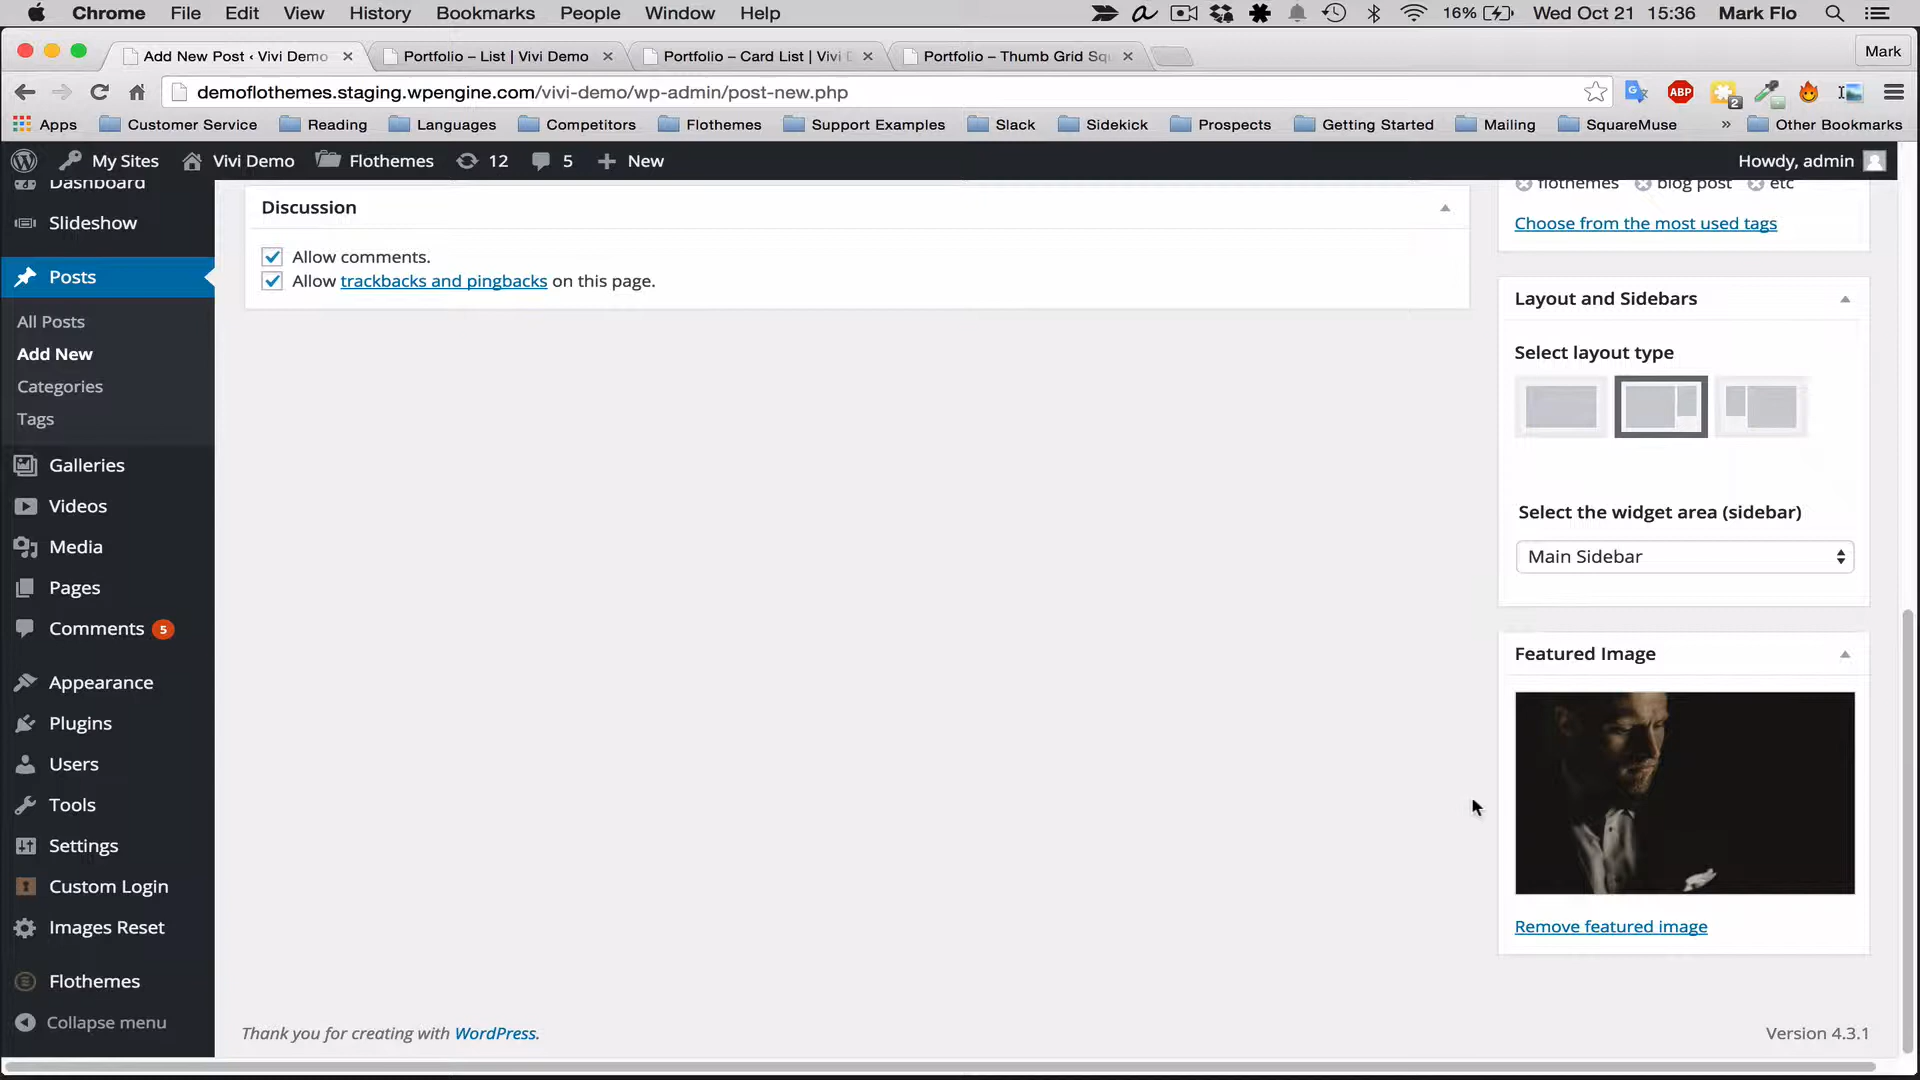 Chrome File Edit View History Bookmarks People Window Help 16% Wed Oct 21 15:36 Mark Flo
Add New Post ‹ Vivi Demo Portfolio – List | Vivi Demo Portfolio – Card List | Vivi Portfolio – Thumb Grid Squ Mark
demoflothemes.staging.wpengine.com/vivi-demo/wp-admin/post-new.php ABP 2
Apps Customer Service Reading Languages Competitors Flothemes Support Examples Slack Sidekick Prospects Getting Started Mailing SquareMuse » Other Bookmarks
My Sites Vivi Demo Flothemes 12 5 New Howdy, admin
Dashboard
Slideshow
Posts
All Posts
Add New
Categories
Tags
Galleries
Videos
Media
Pages
Comments 5
Appearance
Plugins
Users
Tools
Settings
Custom Login
Images Reset
Flothemes
Collapse menu
Discussion
Allow comments.
Allow trackbacks and pingbacks on this page.
flothemes blog post etc
Choose from the most used tags
Layout and Sidebars
Select layout type
Select the widget area (sidebar)
Main Sidebar
Featured Image
Remove featured image
Thank you for creating with WordPress.
Version 4.3.1